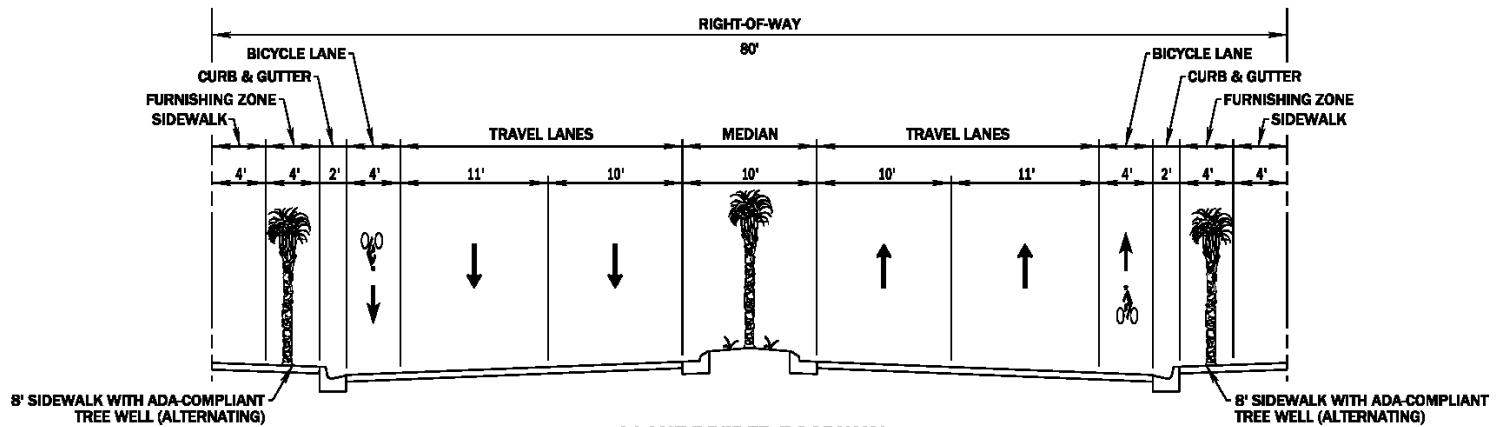 RIGHT-OF-WAY
80'
BICYCLE LANE
CURB & GUTTER
FURNISHING ZONE
SIDEWALK
TRAVEL LANES
MEDIAN
TRAVEL LANES
BICYCLE LANE
CURB & GUTTER
FURNISHING ZONE
SIDEWALK
4' 4' 2' 4' 11' 10' 10' 10' 11' 4' 2' 4' 4'
8' SIDEWALK WITH ADA-COMPLIANT
TREE WELL (ALTERNATING)
8' SIDEWALK WITH ADA-COMPLIANT
TREE WELL (ALTERNATING)